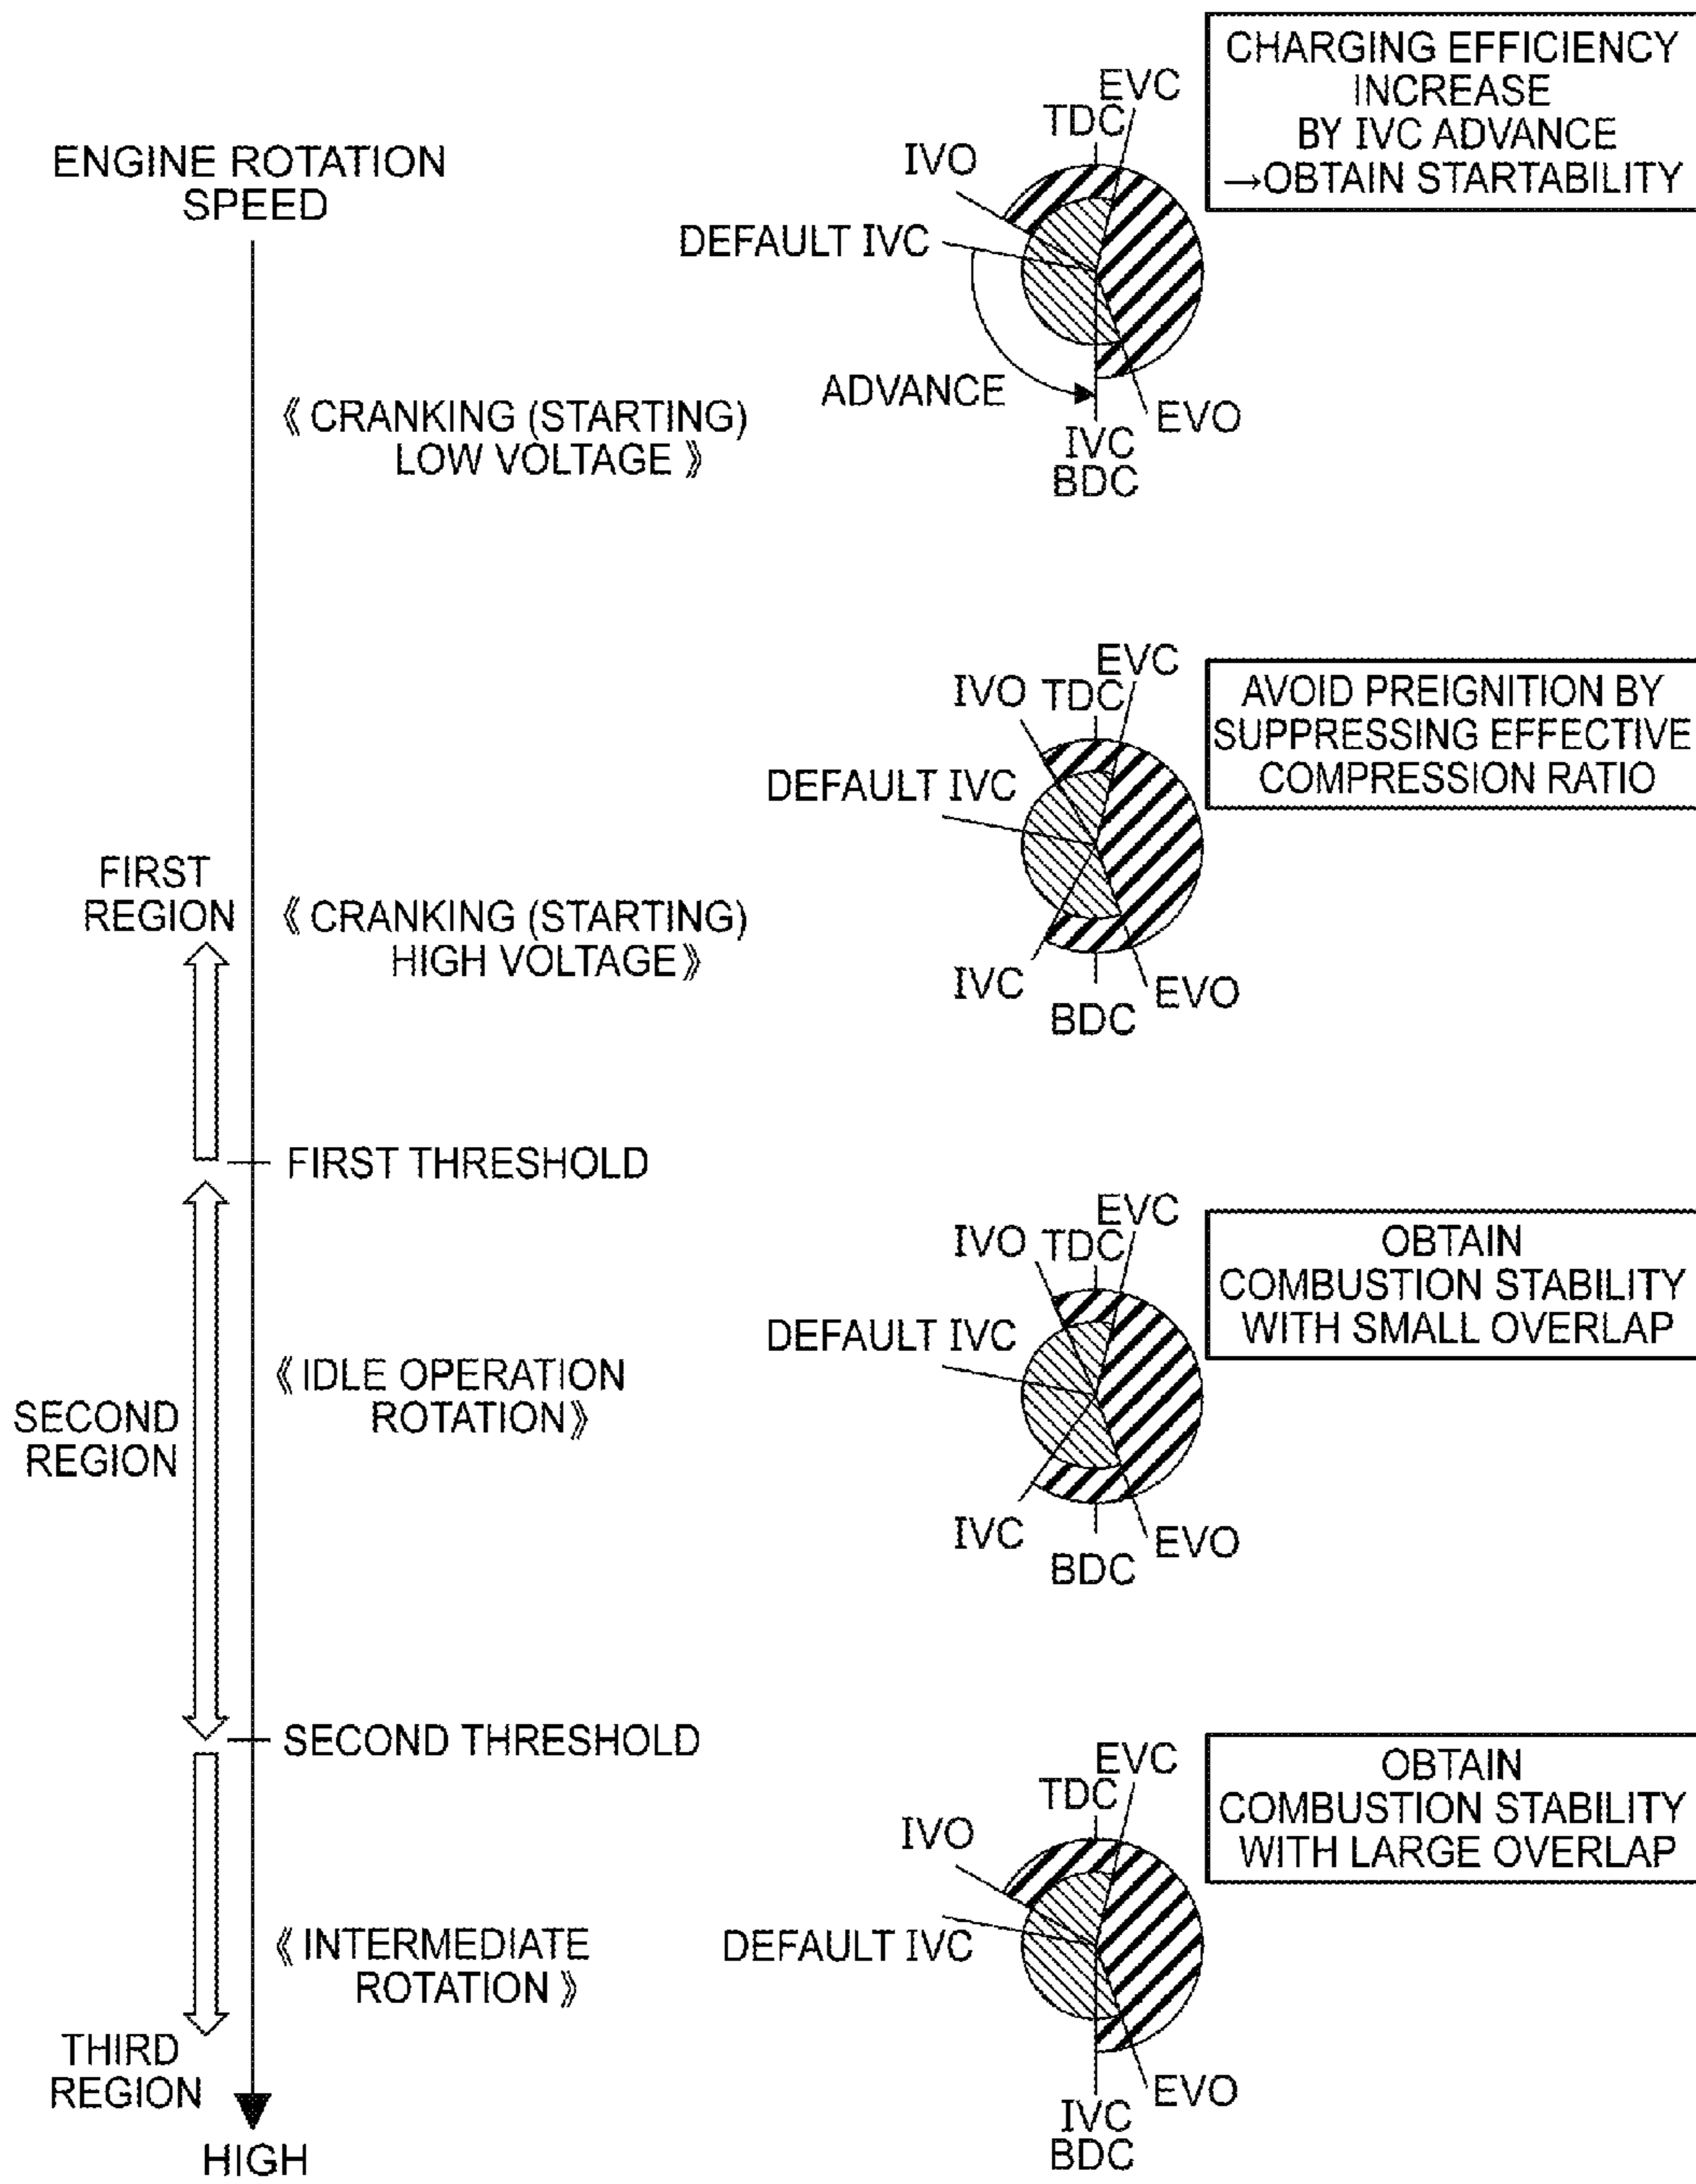 ENGINE ROTATION
SPEED
TDC
EVC
IVO
DEFAULT IVC
ADVANCE
EVO
IVC
BDC
CHARGING EFFICIENCY
INCREASE
BY IVC ADVANCE
→OBTAIN STARTABILITY
《 CRANKING (STARTING)
LOW VOLTAGE 》
FIRST
REGION
《 CRANKING (STARTING)
HIGH VOLTAGE 》
EVC
IVO TDC
DEFAULT IVC
IVC
EVO
BDC
AVOID PREIGNITION BY
SUPPRESSING EFFECTIVE
COMPRESSION RATIO
FIRST THRESHOLD
SECOND
REGION
《 IDLE OPERATION
ROTATION 》
EVC
IVO TDC
DEFAULT IVC
IVC
EVO
BDC
OBTAIN
COMBUSTION STABILITY
WITH SMALL OVERLAP
SECOND THRESHOLD
《 INTERMEDIATE
ROTATION 》
THIRD
REGION
HIGH
EVC
TDC
IVO
DEFAULT IVC
EVO
IVC
BDC
OBTAIN
COMBUSTION STABILITY
WITH LARGE OVERLAP